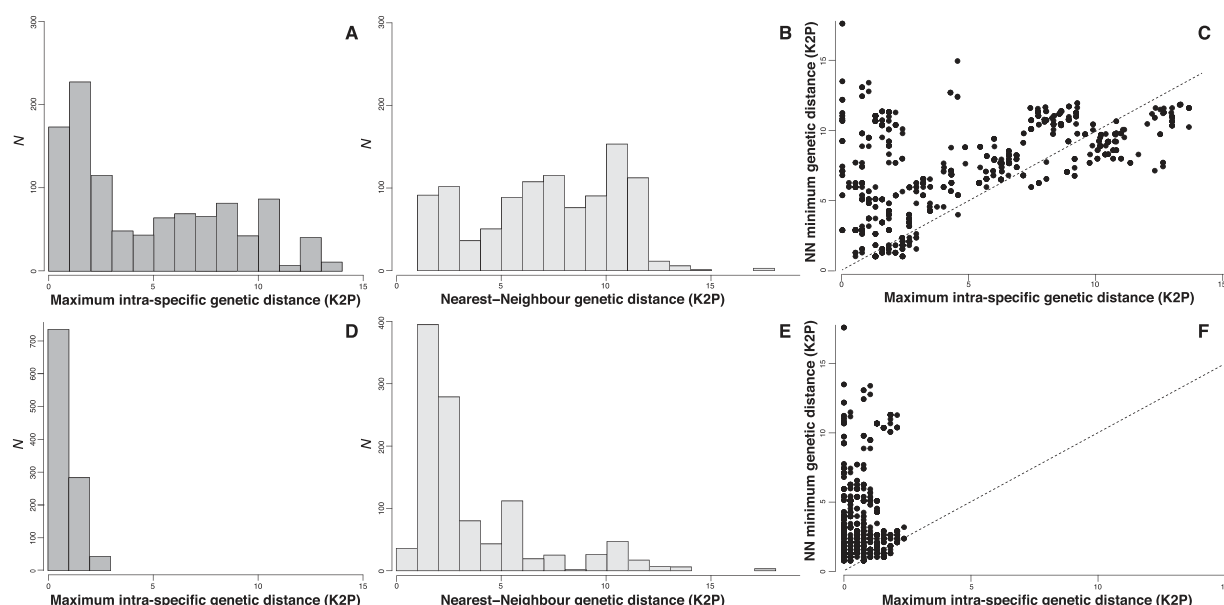 A
300
200
100
0
N
0
5
10
15
Maximum intra-specific genetic distance (K2P)
B
300
200
100
0
N
0
5
10
15
Nearest–Neighbour genetic distance (K2P)
C
15
10
5
0
NN minimum genetic distance (K2P)
0
5
10
15
Maximum intra-specific genetic distance (K2P)
D
700
600
500
400
300
200
100
0
N
0
5
10
15
Maximum intra-specific genetic distance (K2P)
E
400
300
200
100
0
N
0
5
10
15
Nearest–Neighbour genetic distance (K2P)
F
15
10
5
0
NN minimum genetic distance (K2P)
0
5
10
15
Maximum intra-specific genetic distance (K2P)